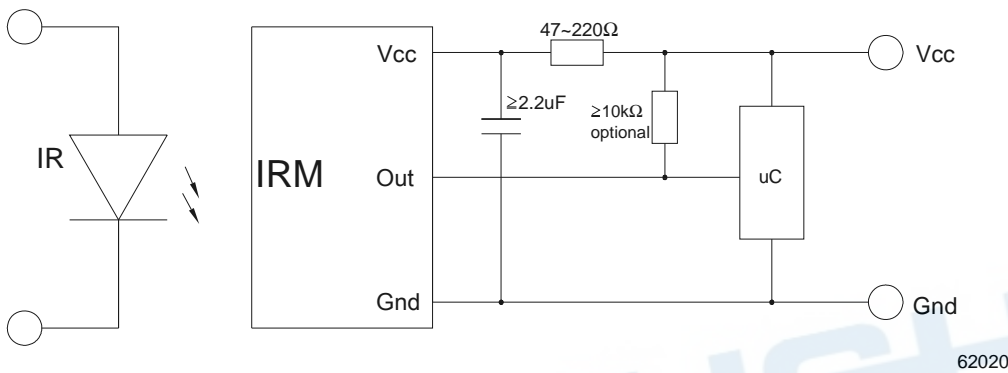 47~220Ω
Vcc
Vcc
≧2.2uF
≧10kΩ
optional
IR
IRM
Out
uC
Gnd
Gnd
62020